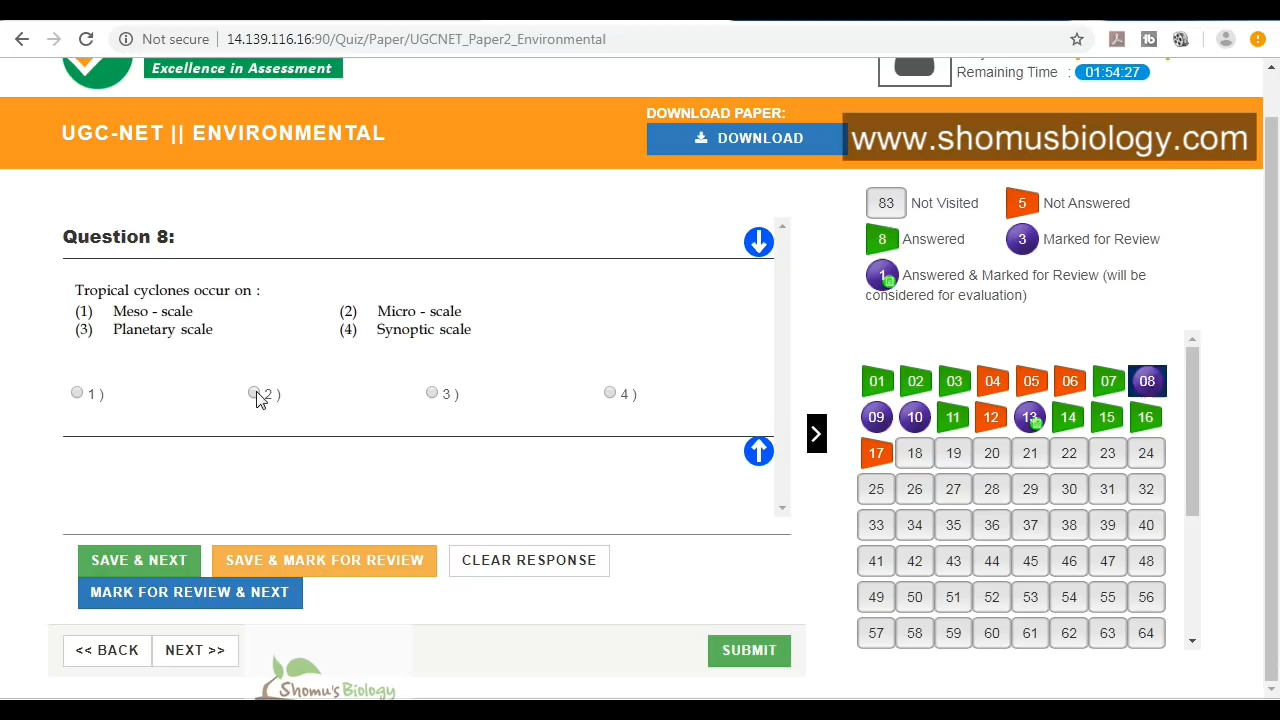 Not secure
14.139.116.16:90/Quiz/Paper/UGCNET_Paper2_Environmental
Excellence in Assessment
Remaining Time : 01:54:27
UGC-NET || ENVIRONMENTAL
DOWNLOAD PAPER:
DOWNLOAD
www.shomusbiology.com
83 Not Visited
5 Not Answered
8 Answered
3 Marked for Review
1 Answered & Marked for Review (will be
considered for evaluation)
Question 8:
Tropical cyclones occur on :
(1) Meso - scale (2) Micro - scale
(3) Planetary scale (4) Synoptic scale
1 ) 2 ) 3 ) 4 )
01 02 03 04 05 06 07 08
09 10 11 12 13 14 15 16
17 18 19 20 21 22 23 24
25 26 27 28 29 30 31 32
33 34 35 36 37 38 39 40
41 42 43 44 45 46 47 48
49 50 51 52 53 54 55 56
57 58 59 60 61 62 63 64
SAVE & NEXT SAVE & MARK FOR REVIEW CLEAR RESPONSE
MARK FOR REVIEW & NEXT
<< BACK NEXT >> SUBMIT
Shomu's Biology